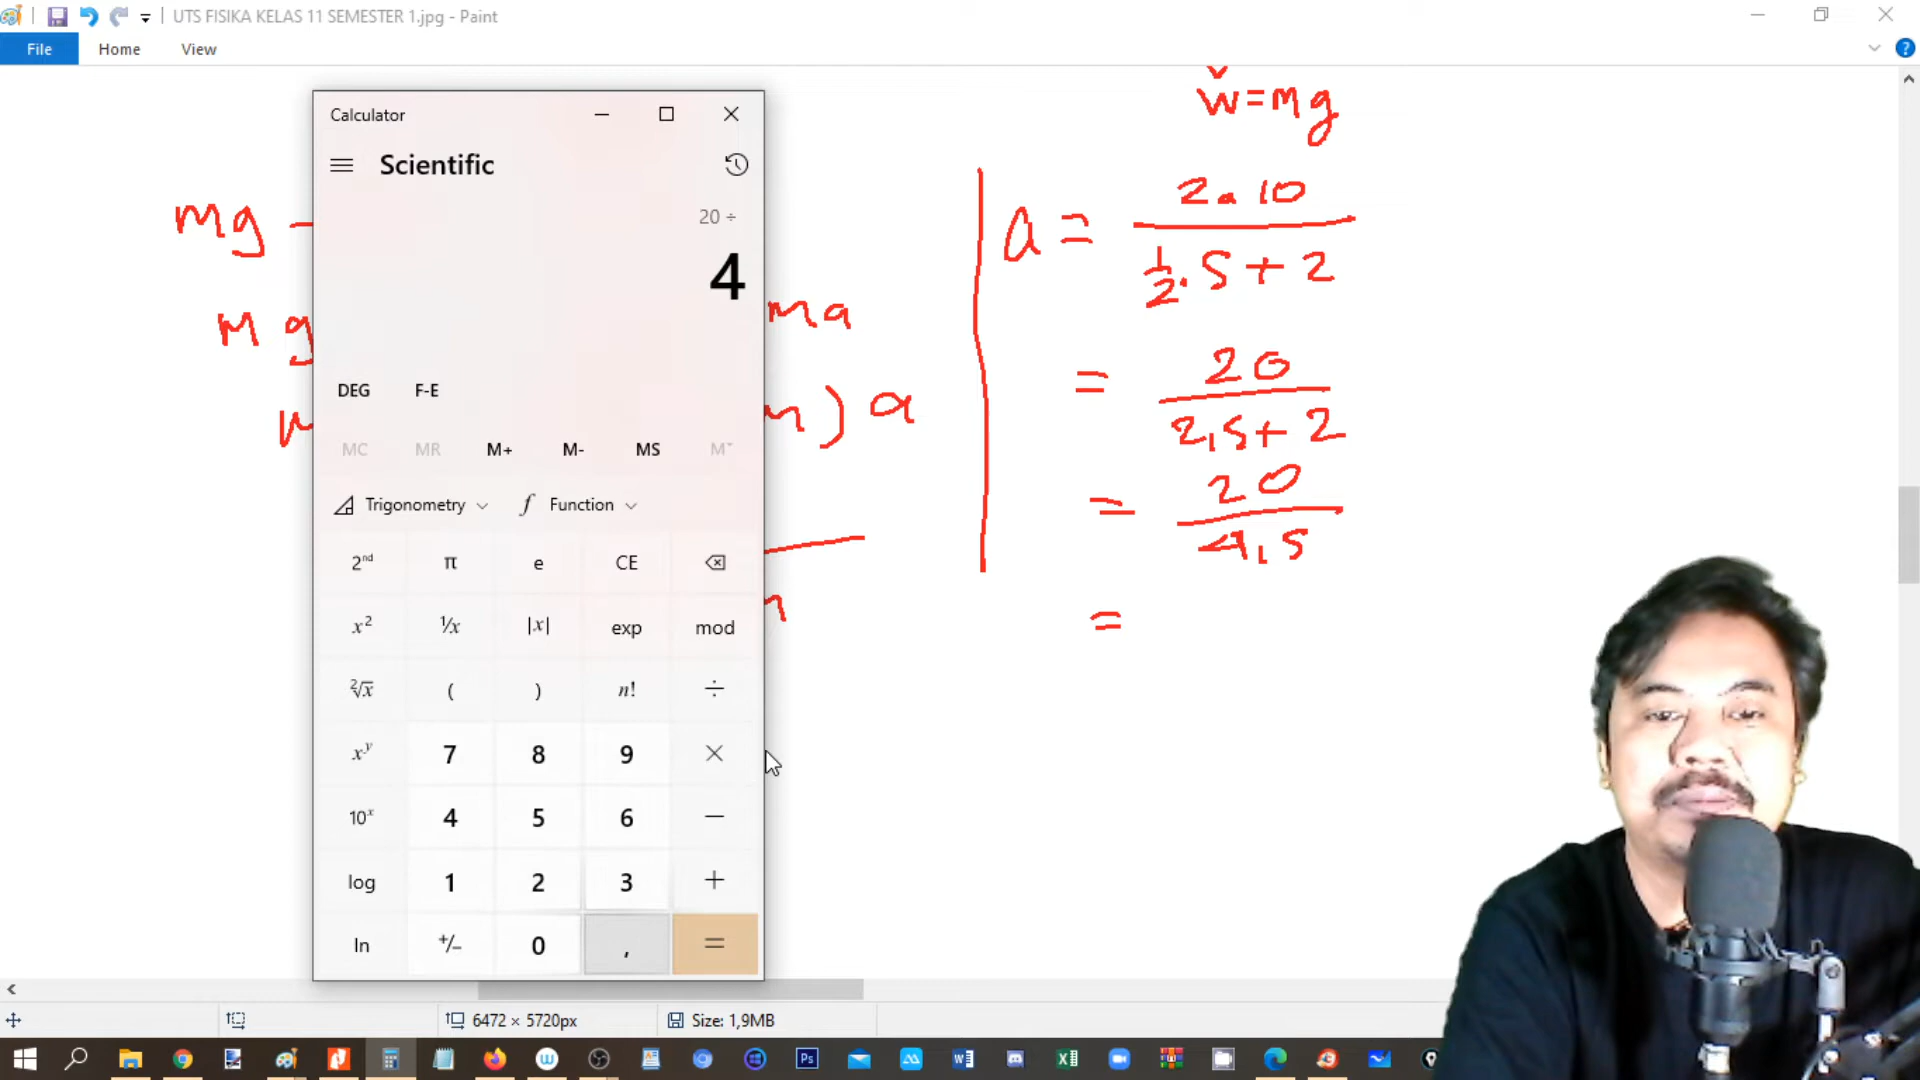 UTS FISIKA KELAS 11 SEMESTER 1.jpg - Paint
File Home View
w=mg
Calculator
Scientific
20 ÷
4
DEG F-E
MC MR M+ M- MS M˅
Trigonometry f Function
2nd π e CE
x² ¹⁄x |x| exp mod
²√x ( ) n! ÷
xʸ 7 8 9 ×
10ˣ 4 5 6 −
log 1 2 3 +
ln +/− 0 , =
mg −
mg
ma
) a
a = 2 . 10 / ½ . 5 + 2
= 20 / 2,5 + 2
= 20 / 4,5
=
6472 × 5720px Size: 1,9MB